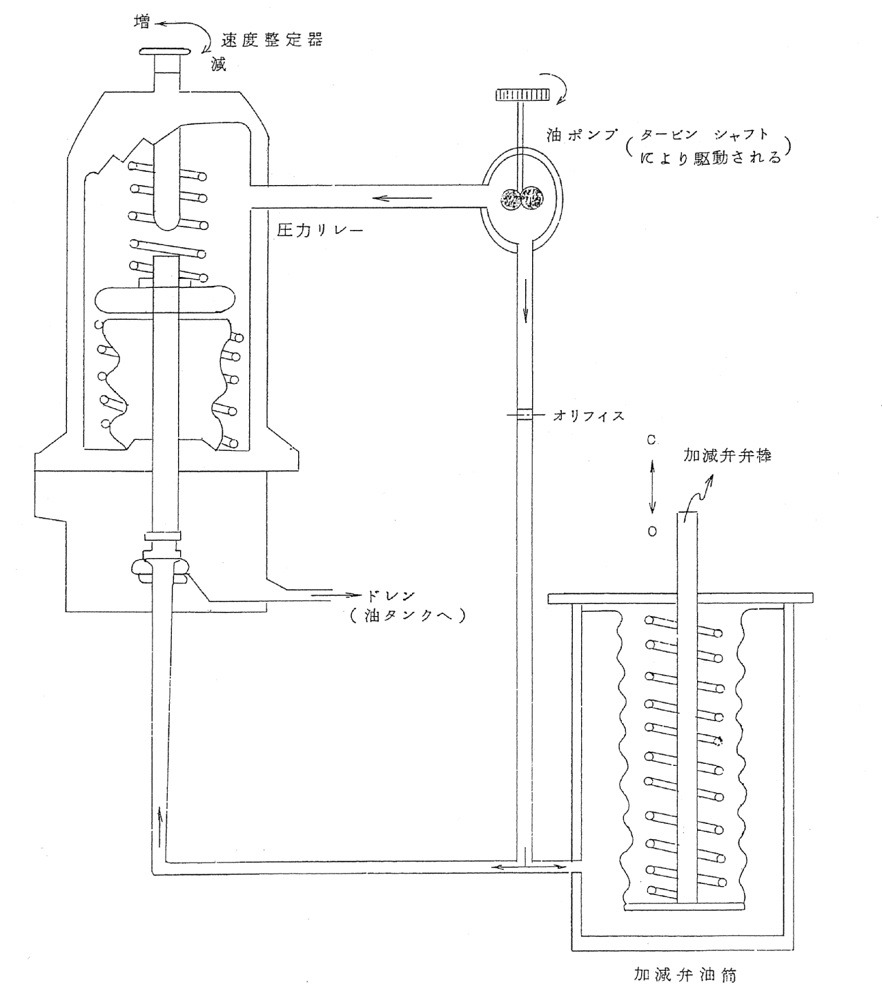 増
速度整定器
減
油ポンプ（タービン シャフト
により駆動される）
圧力リレー
オリフィス
C
加減弁弁棒
O
ドレン
（油タンクへ）
加減弁油筒